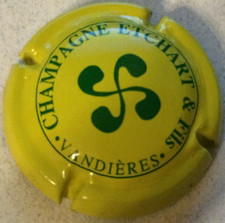 CHAMPAGNE ETCHART & Fils
• VANDIÈRES •